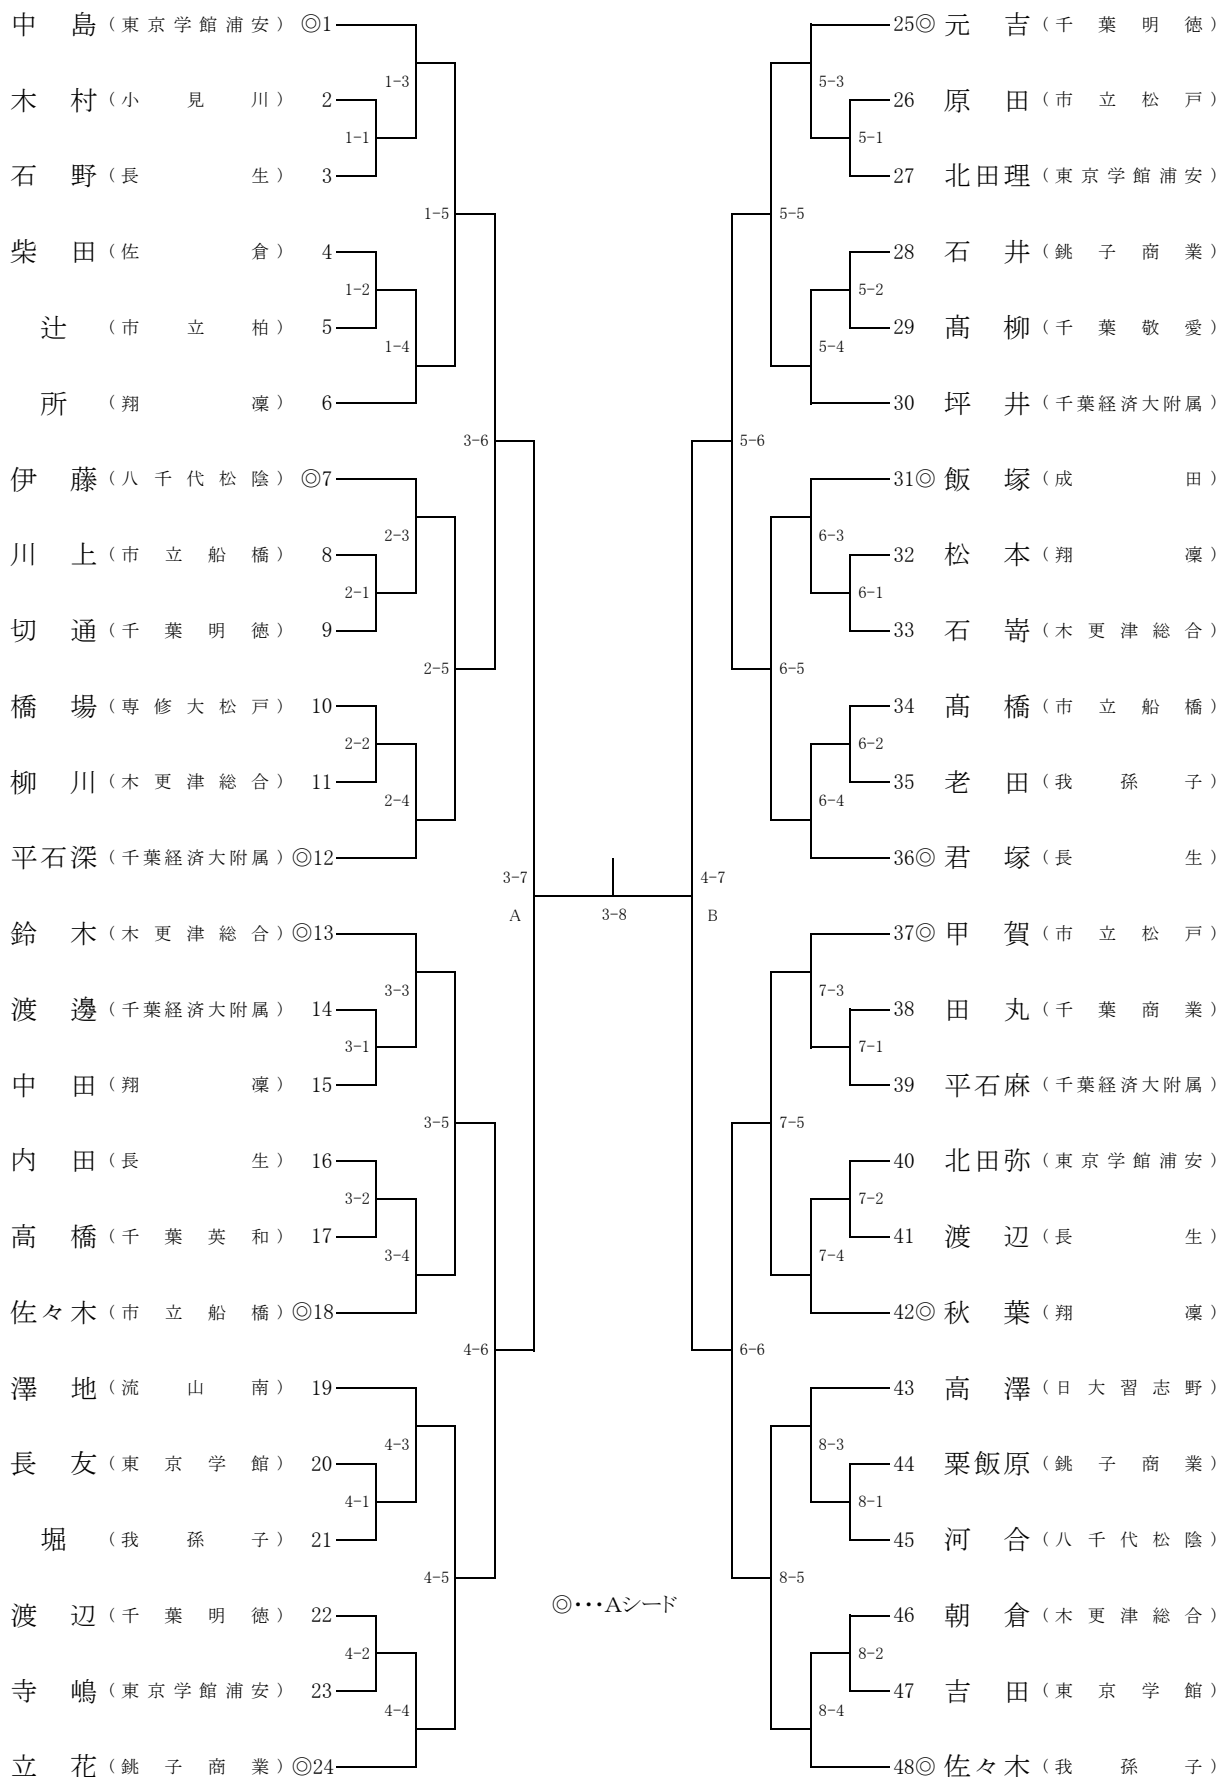 中島（東京学館浦安）◎1
1-3
木村（小見川）2
1-1
石野（長生）3
1-5
柴田（佐倉）4
1-2
辻（市立柏）5
1-4
所（翔凜）6
3-6
伊藤（八千代松陰）◎7
2-3
川上（市立船橋）8
2-1
切通（千葉明徳）9
2-5
橋場（専修大松戸）10
2-2
柳川（木更津総合）11
2-4
平石深（千葉経済大附属）◎12
3-7
A
鈴木（木更津総合）◎13
3-3
渡邊（千葉経済大附属）14
3-1
中田（翔凜）15
3-5
内田（長生）16
3-2
高橋（千葉英和）17
3-4
佐々木（市立船橋）◎18
4-6
澤地（流山南）19
4-3
長友（東京学館）20
4-1
堀（我孫子）21
4-5
渡辺（千葉明徳）22
4-2
寺嶋（東京学館浦安）23
4-4
立花（銚子商業）◎24
3-8
◎･･･Aシード
25◎元吉（千葉明徳）
5-3
26原田（市立松戸）
5-1
27北田理（東京学館浦安）
5-5
28石井（銚子商業）
5-2
29髙柳（千葉敬愛）
5-4
30坪井（千葉経済大附属）
5-6
31◎飯塚（成田）
6-3
32松本（翔凜）
6-1
33石嵜（木更津総合）
6-5
34髙橋（市立船橋）
6-2
35老田（我孫子）
6-4
36◎君塚（長生）
4-7
B
37◎甲賀（市立松戸）
7-3
38田丸（千葉商業）
7-1
39平石麻（千葉経済大附属）
7-5
40北田弥（東京学館浦安）
7-2
41渡辺（長生）
7-4
42◎秋葉（翔凜）
6-6
43高澤（日大習志野）
8-3
44粟飯原（銚子商業）
8-1
45河合（八千代松陰）
8-5
46朝倉（木更津総合）
8-2
47吉田（東京学館）
8-4
48◎佐々木（我孫子）